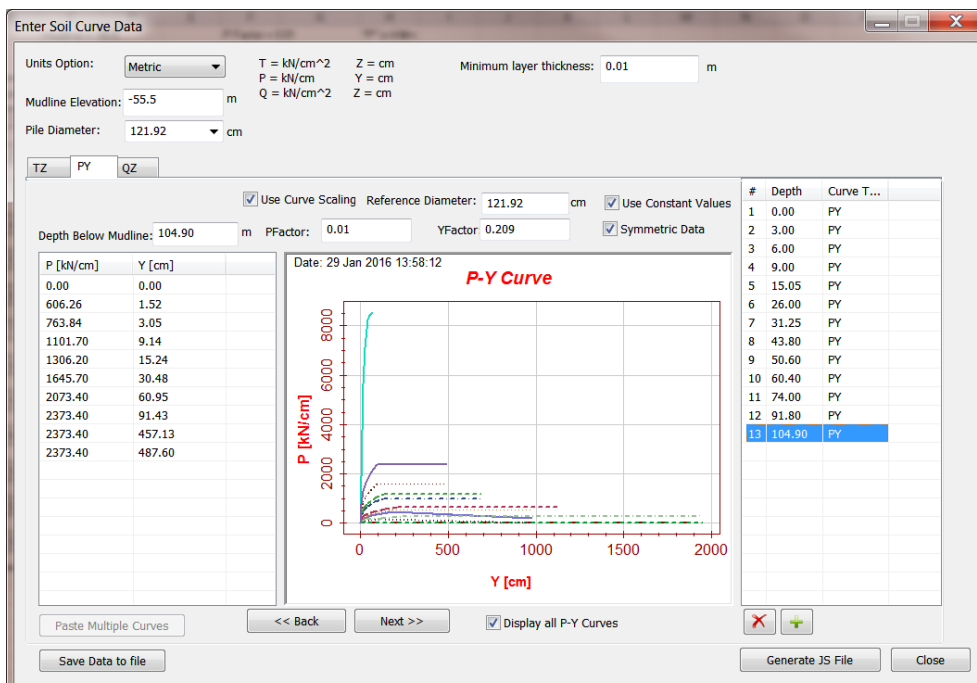 Enter Soil Curve Data
Units Option: Metric T = kN/cm^2 Z = cm Minimum layer thickness: 0.01 m
P = kN/cm Y = cm
Q = kN/cm^2 Z = cm
Mudline Elevation: -55.5 m
Pile Diameter: 121.92 cm
TZ PY QZ
Use Curve Scaling Reference Diameter: 121.92 cm Use Constant Values
Depth Below Mudline: 104.90 m PFactor: 0.01 YFactor 0.209 Symmetric Data
P [kN/cm] Y [cm]
0.00 0.00
606.26 1.52
763.84 3.05
1101.70 9.14
1306.20 15.24
1645.70 30.48
2073.40 60.95
2373.40 91.43
2373.40 457.13
2373.40 487.60
Date: 29 Jan 2016 13:58:12
P-Y Curve
P [kN/cm]
8000
6000
4000
2000
0
0 500 1000 1500 2000
Y [cm]
# Depth Curve T...
1 0.00 PY
2 3.00 PY
3 6.00 PY
4 9.00 PY
5 15.05 PY
6 26.00 PY
7 31.25 PY
8 43.80 PY
9 50.60 PY
10 60.40 PY
11 74.00 PY
12 91.80 PY
13 104.90 PY
Paste Multiple Curves << Back Next >> Display all P-Y Curves
Save Data to file Generate JS File Close